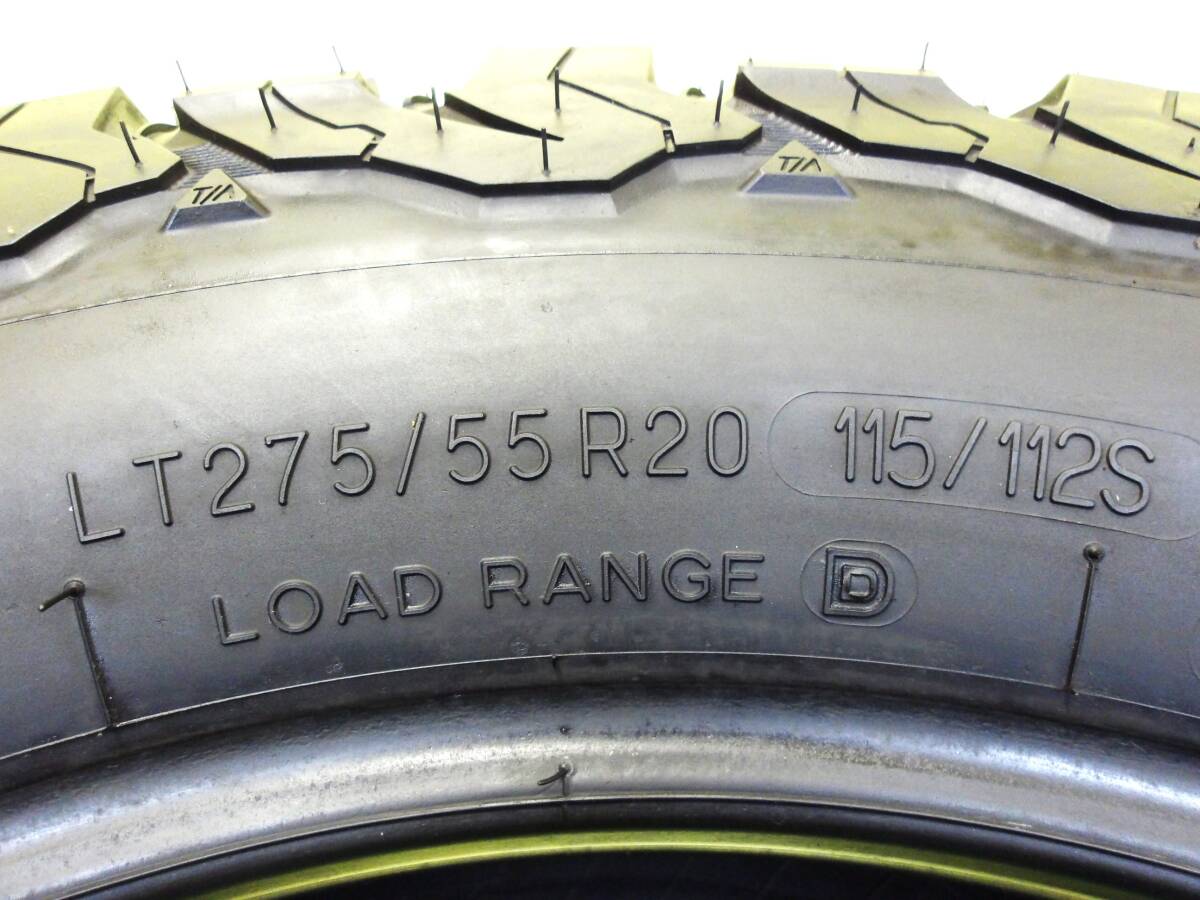 T/A
T/A
LT275/55R20 115/112S
LOAD RANGE D